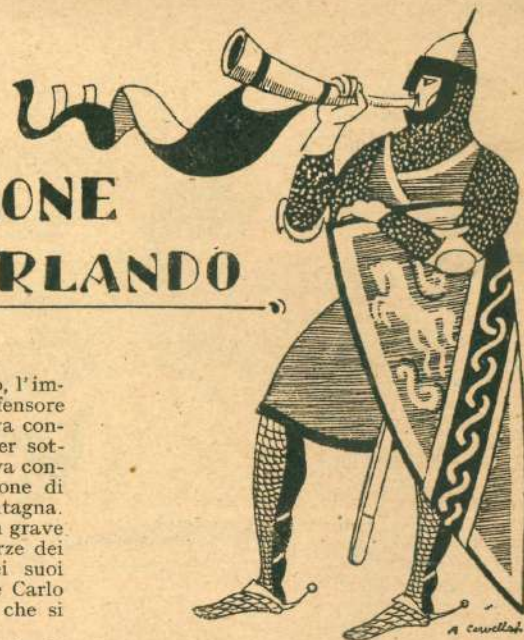 ONE
RLANDO
o, l'im-
fensore
va con-
er sot-
va con-
one di
tagna.
grave
rze dei
ei suoi
e Carlo
che si